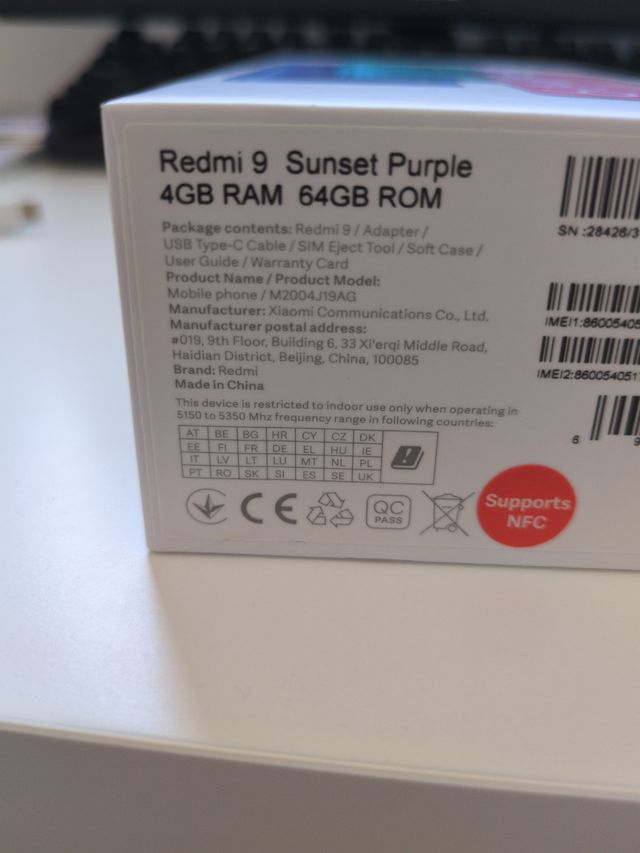 Redmi 9 Sunset Purple
4GB RAM 64GB ROM
Package contents: Redmi 9 / Adapter /
USB Type-C Cable / SIM Eject Tool / Soft Case /
User Guide / Warranty Card
Product Name / Product Model:
Mobile phone / M2004J19AG
Manufacturer: Xiaomi Communications Co., Ltd.
Manufacturer postal address:
#019, 9th Floor, Building 6, 33 Xi'erqi Middle Road,
Haidian District, Beijing, China, 100085
Brand: Redmi
Made in China
This device is restricted to indoor use only when operating in
5150 to 5350 Mhz frequency range in following countries:
AT BE BG HR CY CZ DK
EE FI FR DE EL HU IE
IT LV LT LU MT NL PL
PT RO SK SI ES SE UK
CE
QC
PASS
Supports
NFC
SN :28426/3
IMEI1:86005405
IMEI2:860054051
6 9